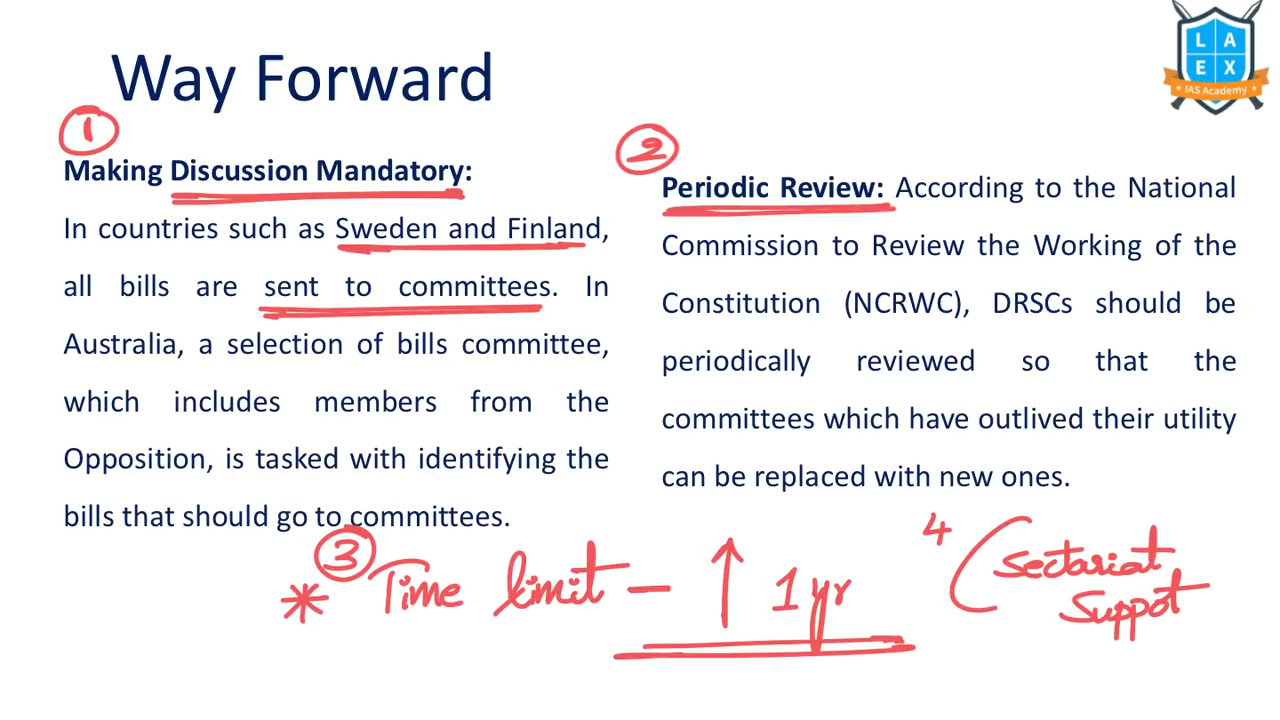 Way Forward
L A
E X
IAS Academy
1
Making Discussion Mandatory:
In countries such as Sweden and Finland,
all bills are sent to committees. In
Australia, a selection of bills committee,
which includes members from the
Opposition, is tasked with identifying the
bills that should go to committees.
2
Periodic Review: According to the National
Commission to Review the Working of the
Constitution (NCRWC), DRSCs should be
periodically reviewed so that the
committees which have outlived their utility
can be replaced with new ones.
3
* Time limit — ↑ 1 yr
4
( Sectariat
Suppot